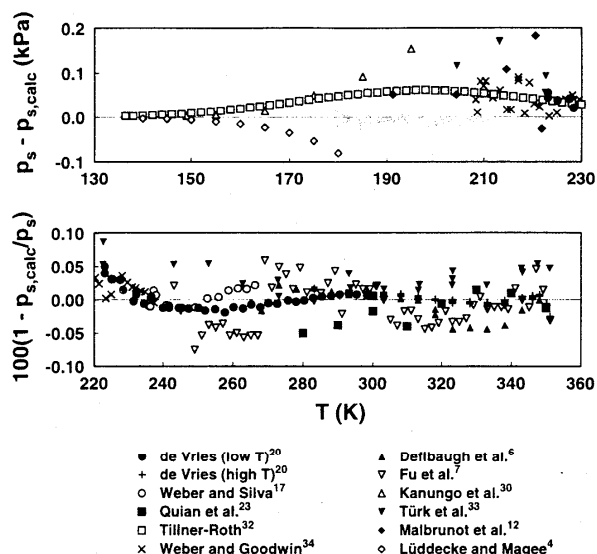 p_s - p_s,calc (kPa)
0.2
0.1
0.0
-0.1
130 150 170 190 210 230
100(1 - p_s,calc/p_s)
0.10
0.05
0.00
-0.05
-0.10
220 240 260 280 300 320 340 360
T (K)
de Vries (low T)20
de Vries (high T)20
Weber and Silva17
Quian et al.23
Tillner-Roth32
Weber and Goodwin34
Defibaugh et al.6
Fu et al.7
Kanungo et al.30
Türk et al.33
Malbrunot et al.12
Lüddecke and Magee4